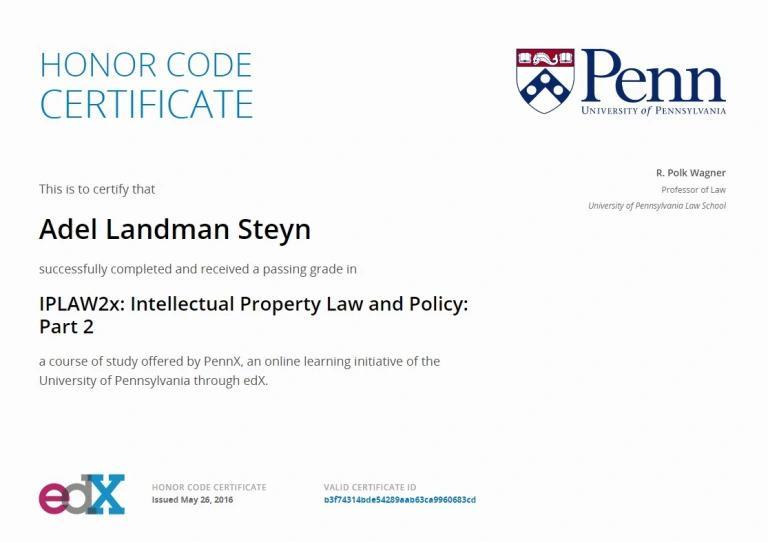 HONOR CODE
CERTIFICATE
Penn
UNIVERSITY of PENNSYLVANIA
R. Polk Wagner
Professor of Law
University of Pennsylvania Law School
This is to certify that
Adel Landman Steyn
successfully completed and received a passing grade in
IPLAW2x: Intellectual Property Law and Policy:
Part 2
a course of study offered by PennX, an online learning initiative of the
University of Pennsylvania through edX.
edX
HONOR CODE CERTIFICATE
Issued May 26, 2016
VALID CERTIFICATE ID
b3f74314bde54289aab63ca9960683cd